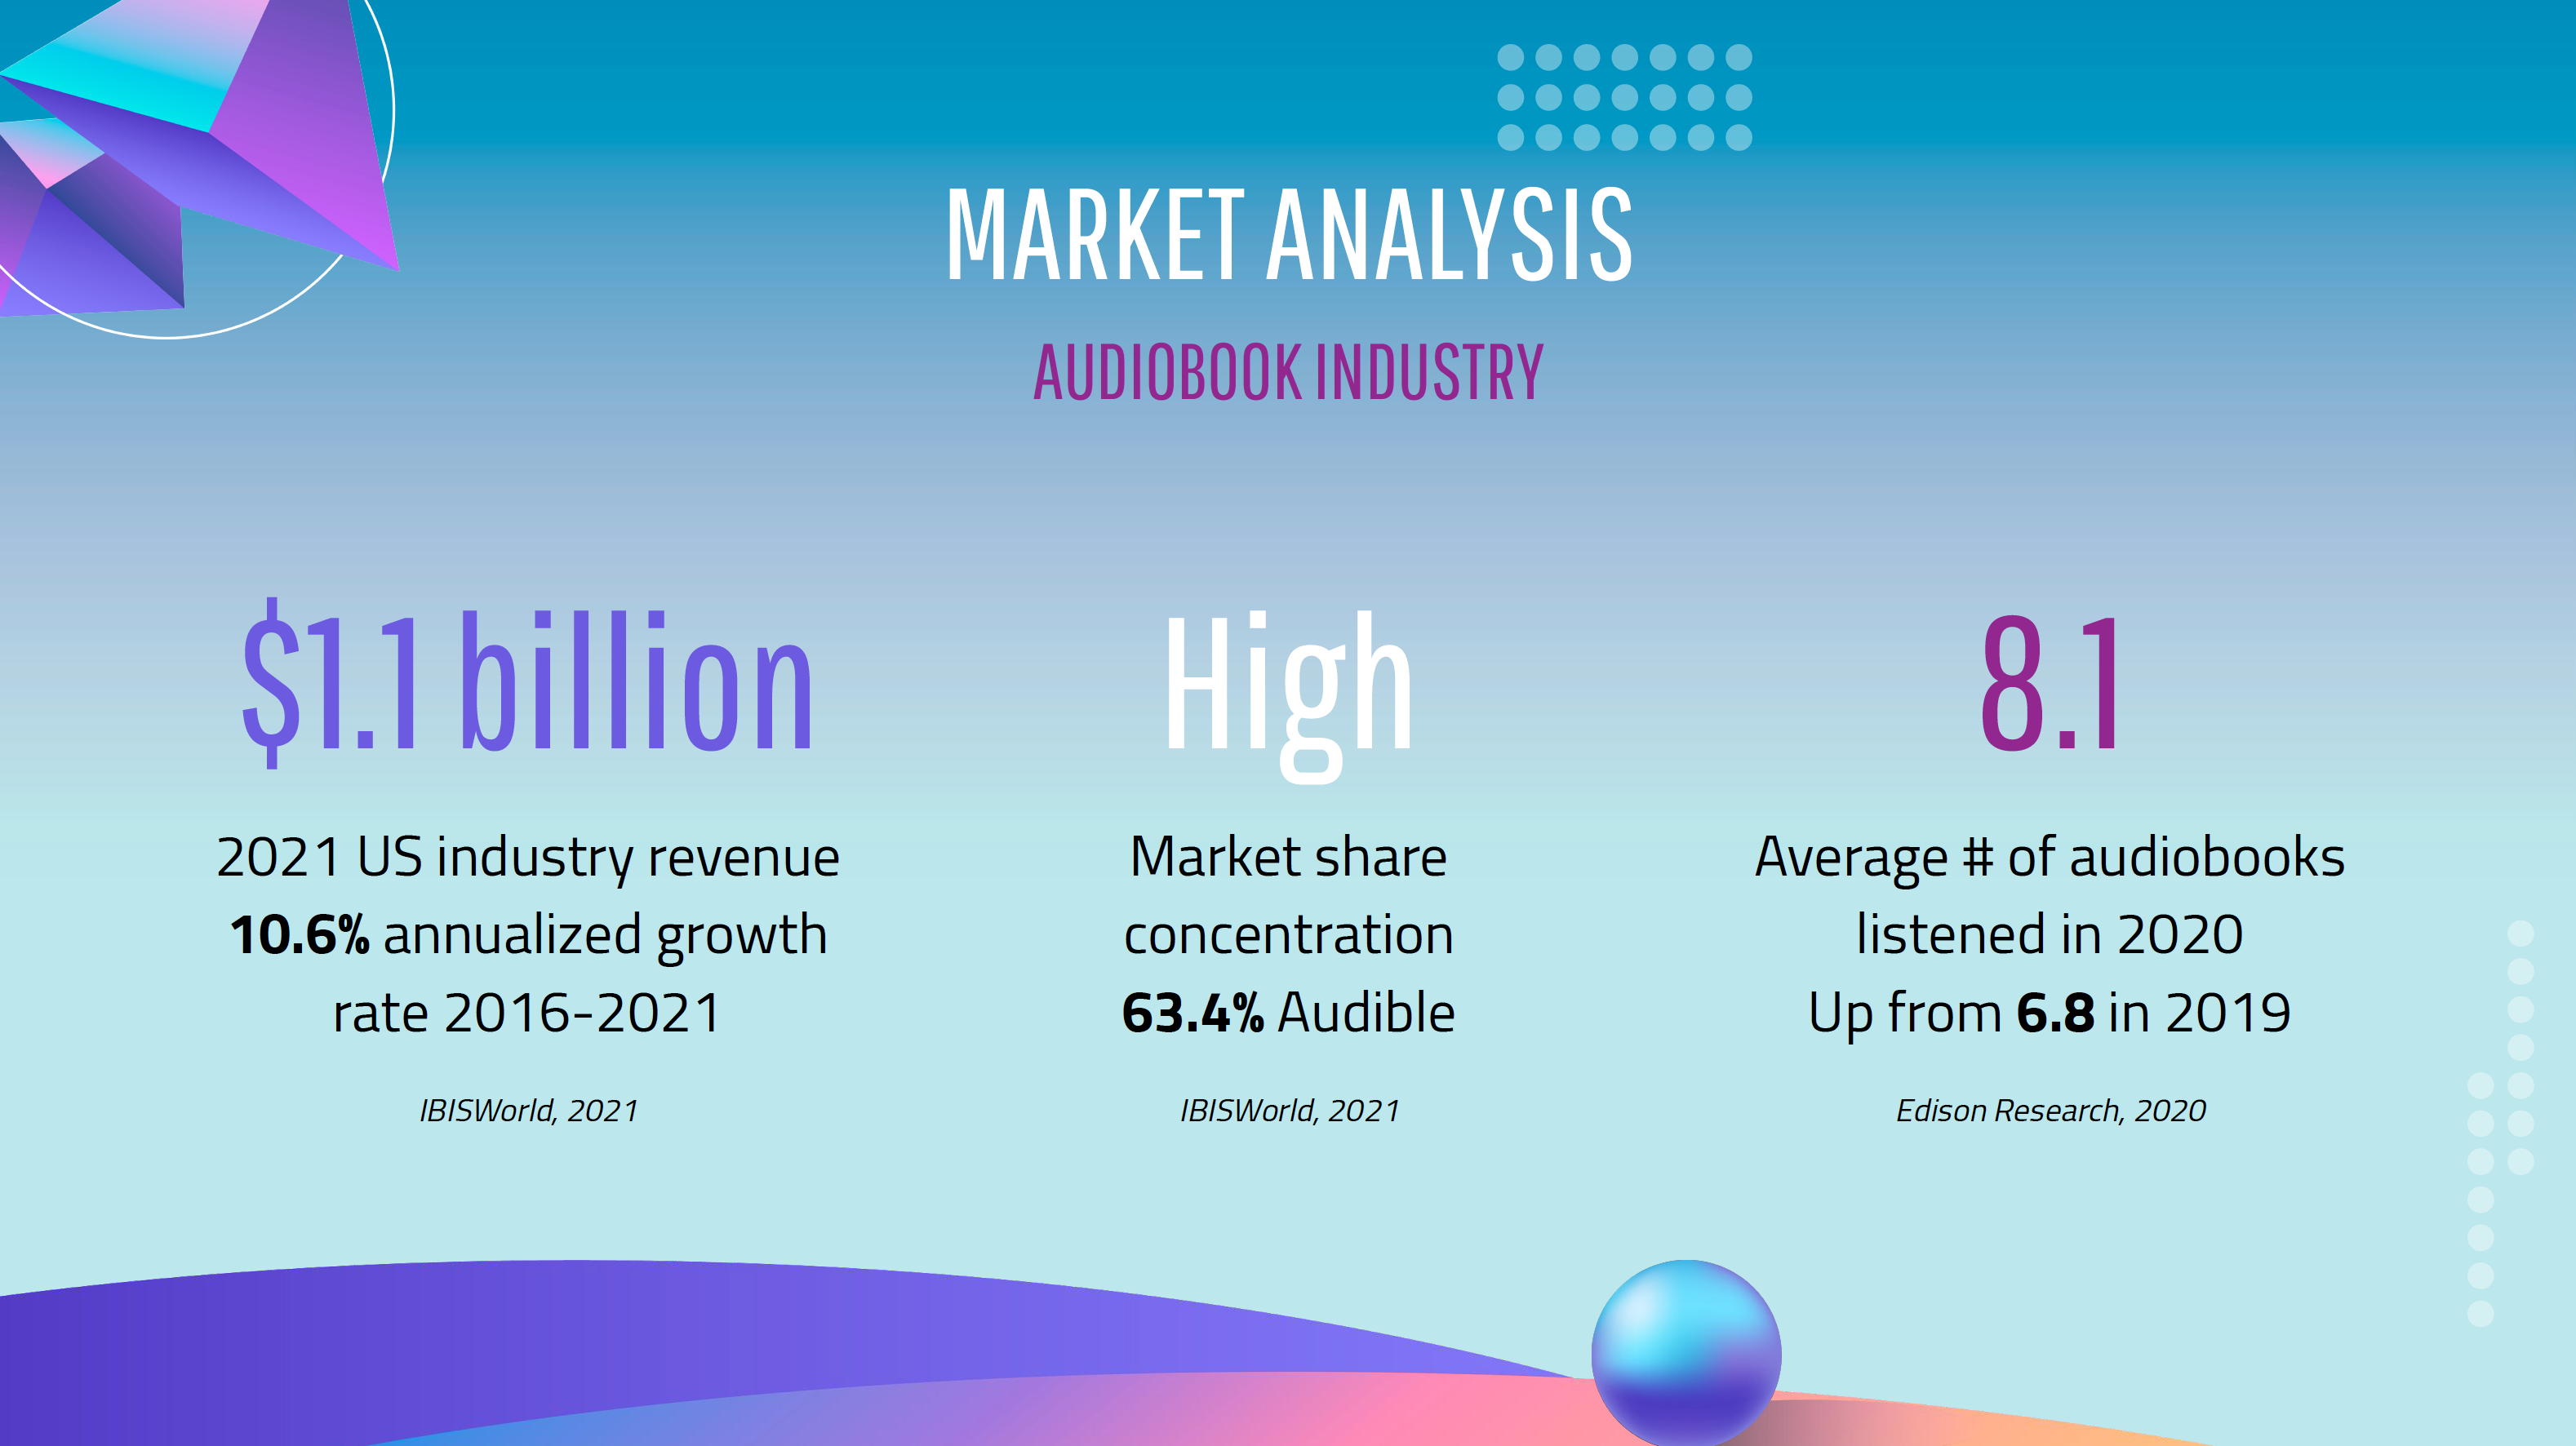 MARKET ANALYSIS
AUDIOBOOK INDUSTRY
$1.1 billion
2021 US industry revenue
10.6% annualized growth
rate 2016-2021
IBISWorld, 2021
High
Market share
concentration
63.4% Audible
IBISWorld, 2021
8.1
Average # of audiobooks
listened in 2020
Up from 6.8 in 2019
Edison Research, 2020